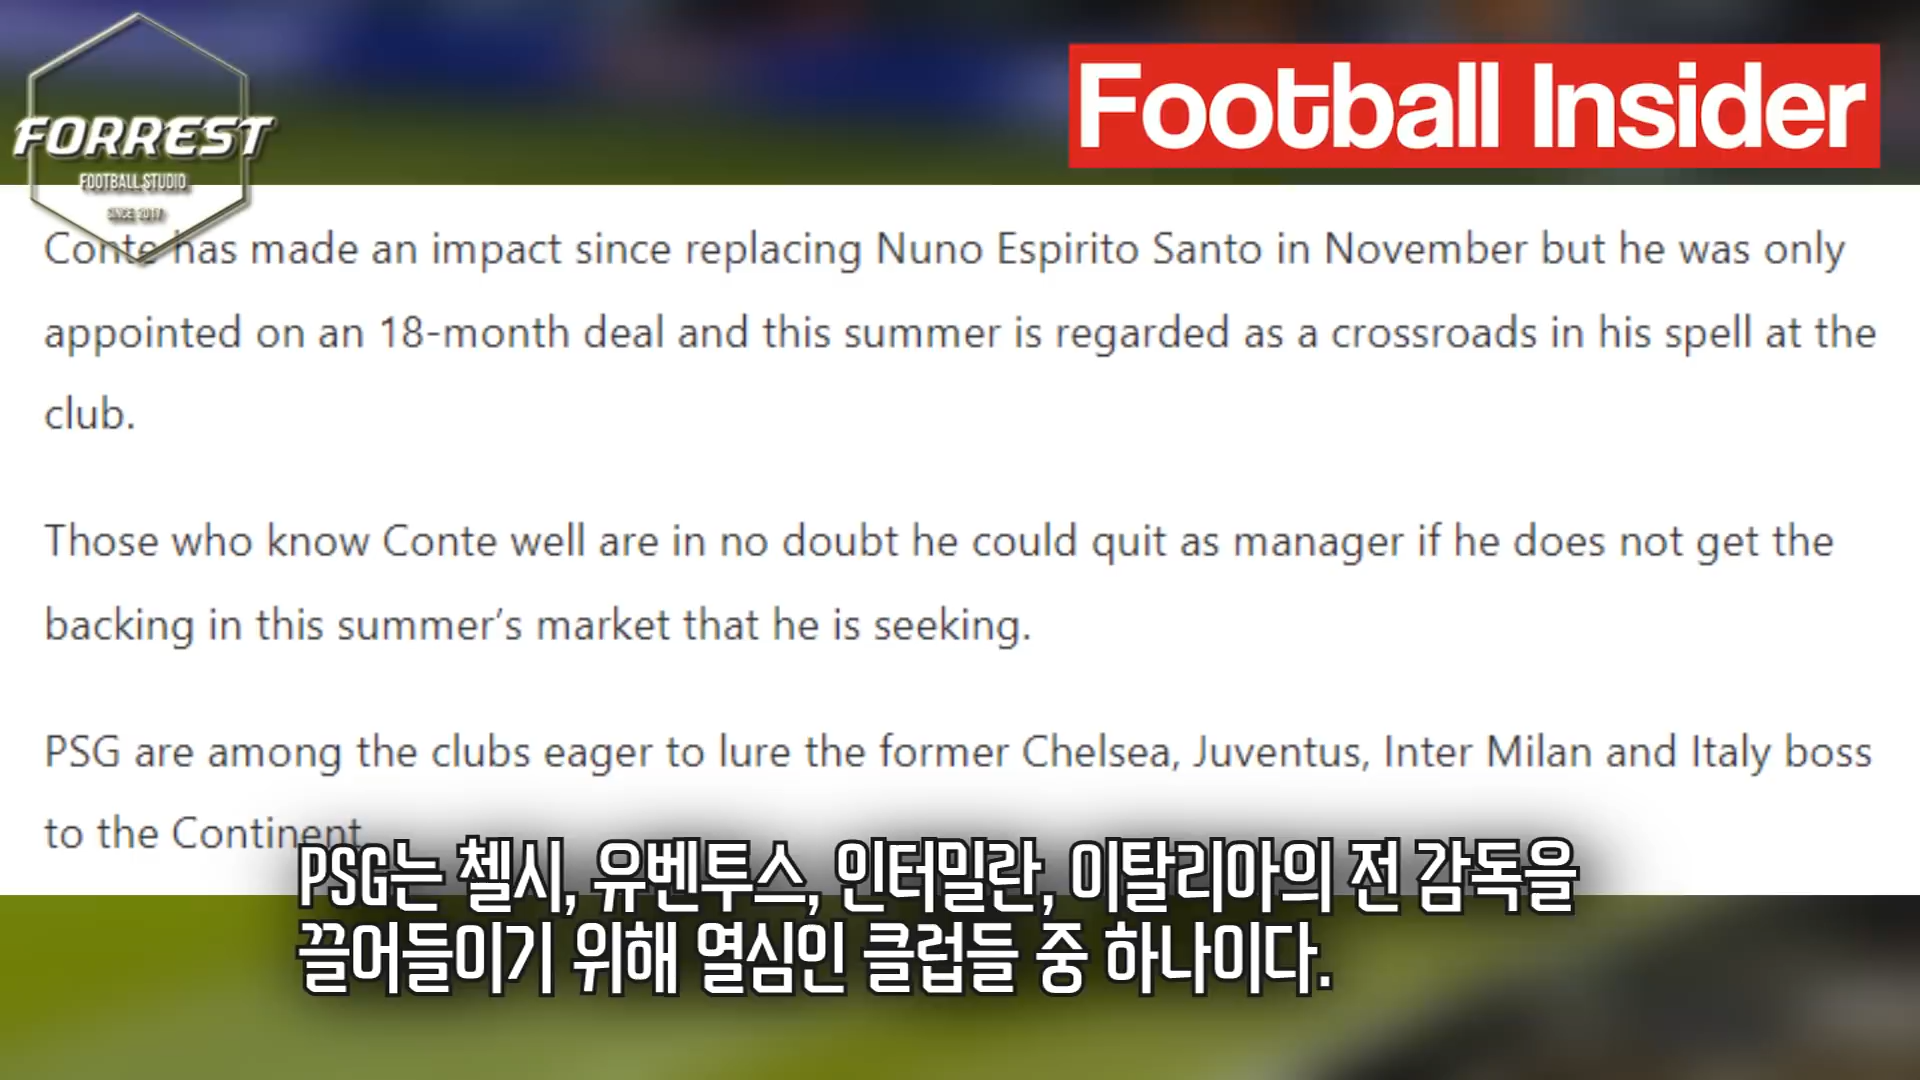 FORREST
FOOTBALL STUDIO
SINCE 2017
Football Insider
Conte has made an impact since replacing Nuno Espirito Santo in November but he was only
appointed on an 18-month deal and this summer is regarded as a crossroads in his spell at the
club.
Those who know Conte well are in no doubt he could quit as manager if he does not get the
backing in this summer’s market that he is seeking.
PSG are among the clubs eager to lure the former Chelsea, Juventus, Inter Milan and Italy boss
to the Continent
PSG는 첼시, 유벤투스, 인터밀란, 이탈리아의 전 감독을
끌어들이기 위해 열심인 클럽들 중 하나이다.